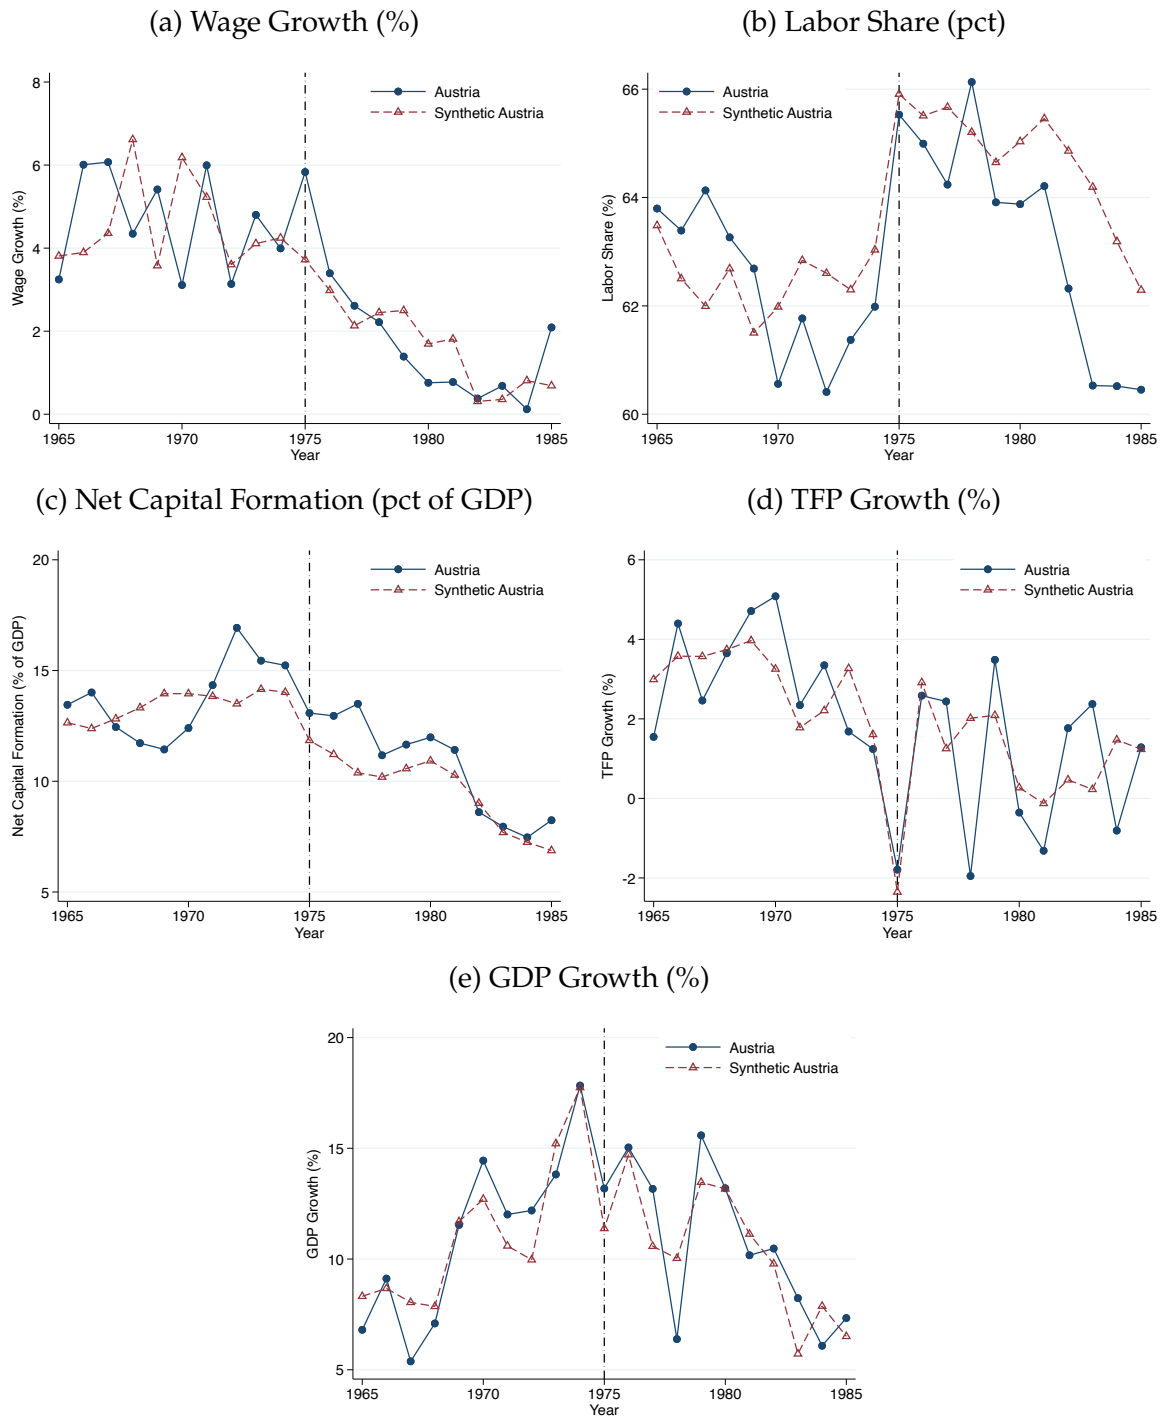 (a) Wage Growth (%)
8
6
4
2
0
Wage Growth (%)
Austria
Synthetic Austria
1965 1970 1975 1980 1985
Year
(b) Labor Share (pct)
66
64
62
60
Labor Share (%)
Austria
Synthetic Austria
1965 1970 1975 1980 1985
Year
(c) Net Capital Formation (pct of GDP)
20
15
10
5
Net Capital Formation (% of GDP)
Austria
Synthetic Austria
1965 1970 1975 1980 1985
Year
(d) TFP Growth (%)
6
4
2
0
-2
TFP Growth (%)
Austria
Synthetic Austria
1965 1970 1975 1980 1985
Year
(e) GDP Growth (%)
20
15
10
5
GDP Growth (%)
Austria
Synthetic Austria
1965 1970 1975 1980 1985
Year